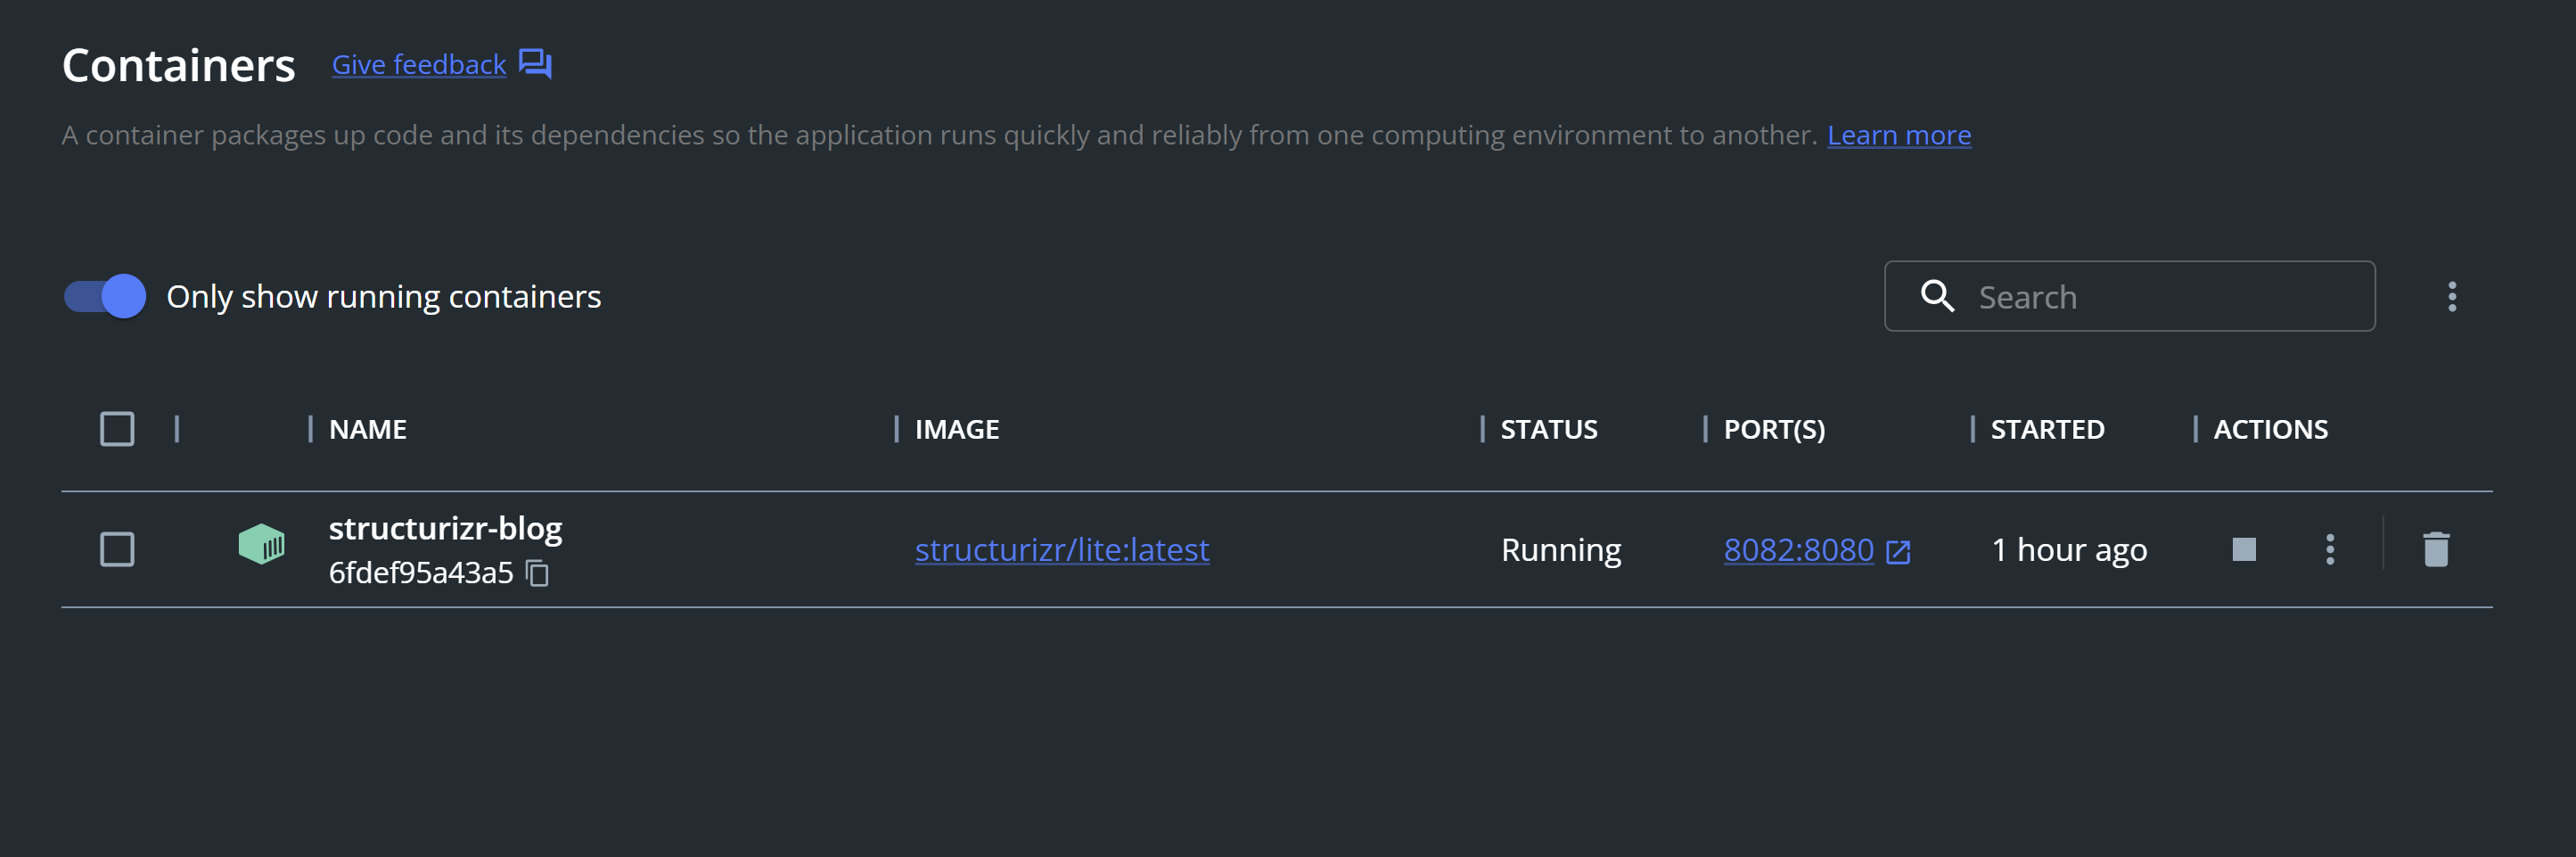 Containers Give feedback
A container packages up code and its dependencies so the application runs quickly and reliably from one computing environment to another. Learn more
Only show running containers
Search
NAME IMAGE STATUS PORT(S) STARTED ACTIONS
structurizr-blog
6fdef95a43a5
structurizr/lite:latest Running 8082:8080 1 hour ago